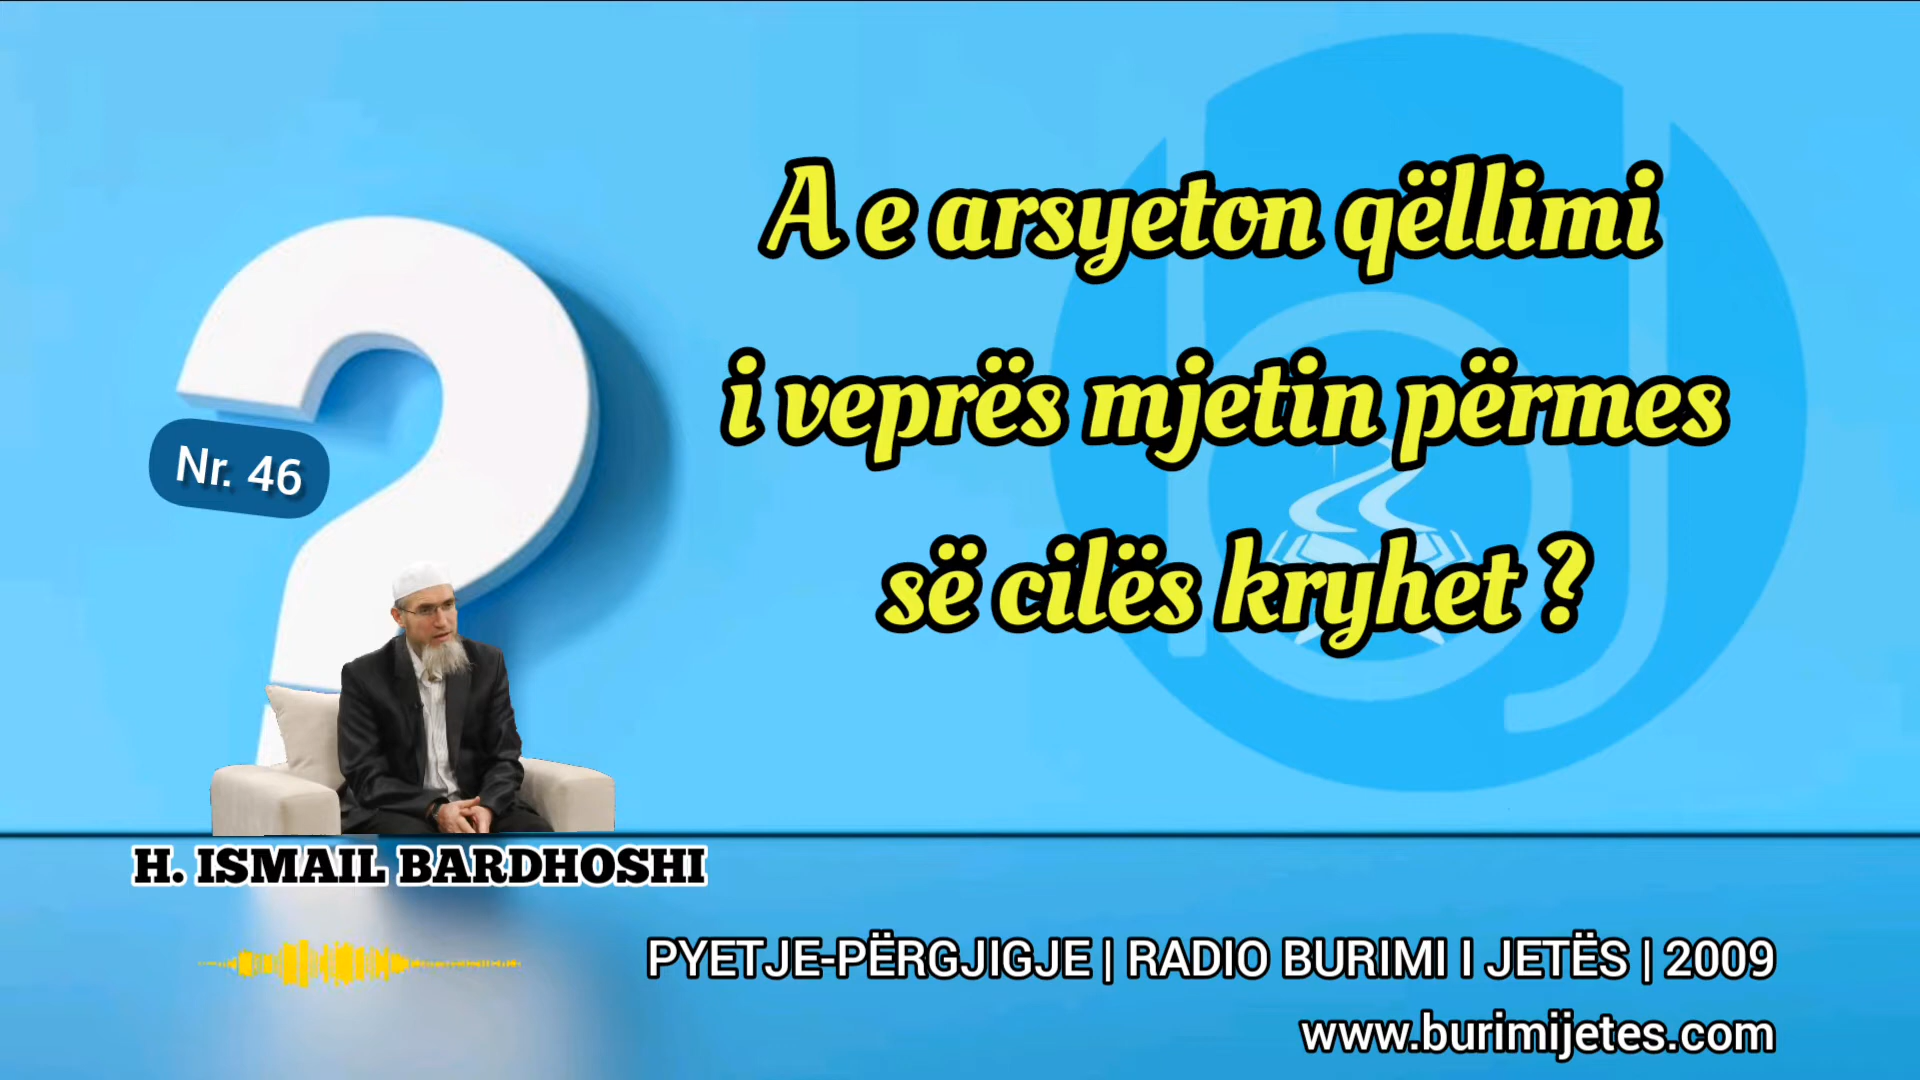 A e arsyeton qëllimi
i veprës mjetin përmes
së cilës kryhet ?
Nr. 46
H. ISMAIL BARDHOSHI
PYETJE-PËRGJIGJE | RADIO BURIMI I JETËS | 2009
www.burimijetes.com